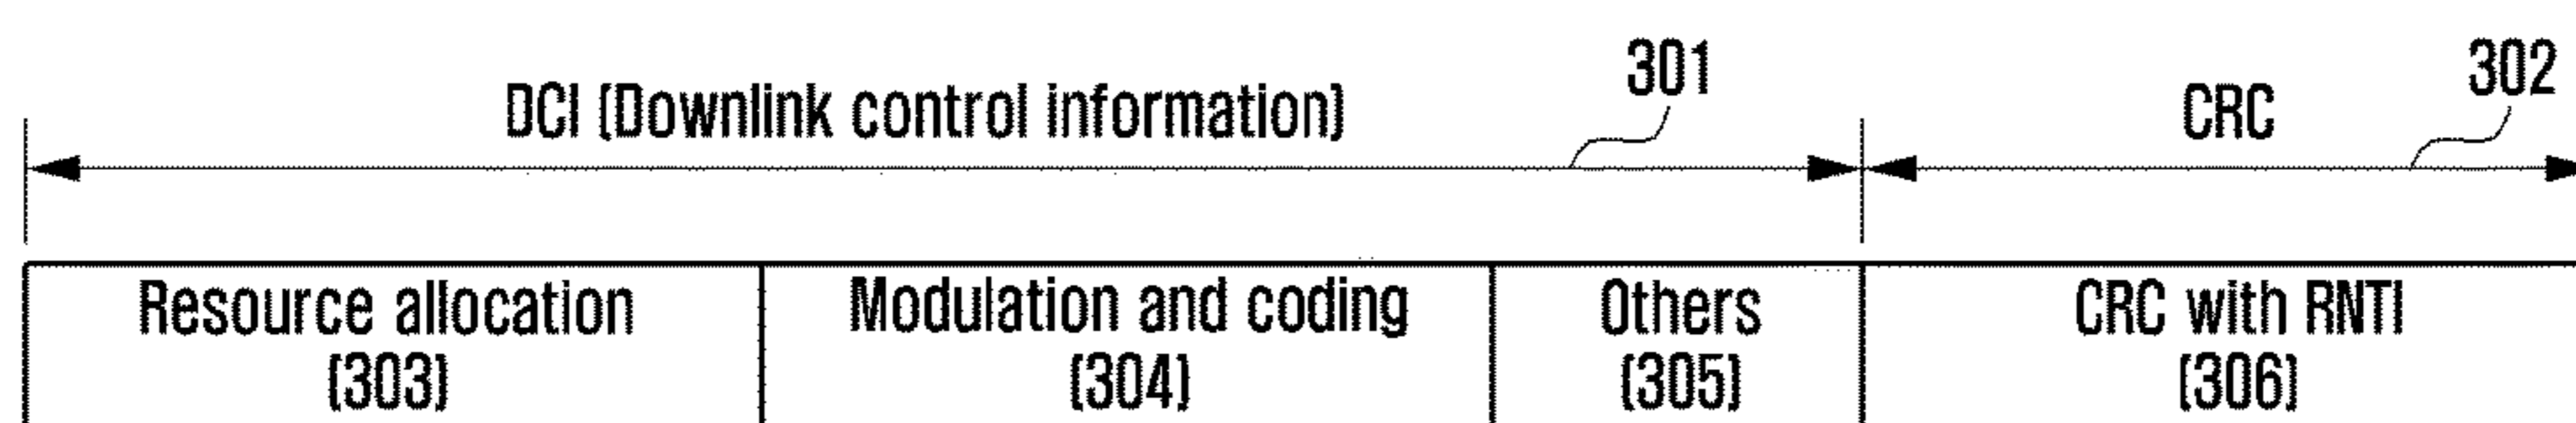 301
302
DCI (Downlink control information)
CRC
Resource allocation
(303)
Modulation and coding
(304)
Others
(305)
CRC with RNTI
(306)